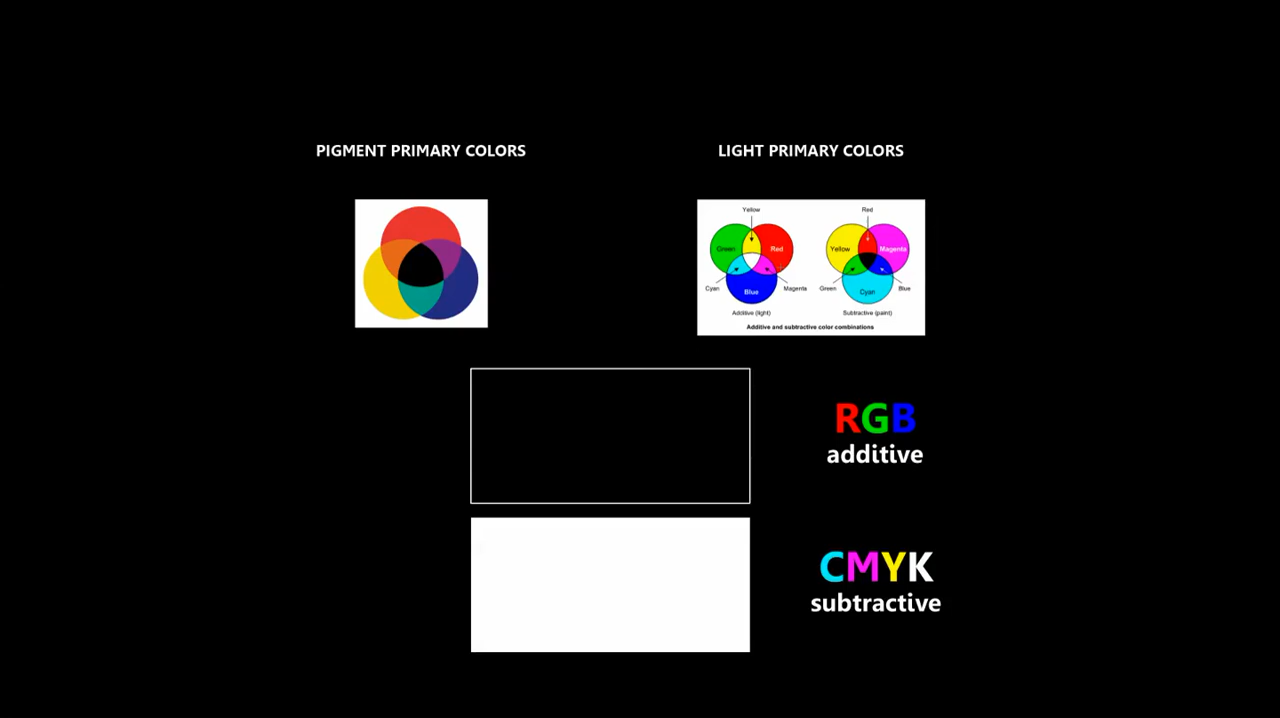 PIGMENT PRIMARY COLORS
LIGHT PRIMARY COLORS
Yellow
Green
Red
Cyan
Blue
Magenta
Additive (light)
Red
Yellow
Magenta
Green
Cyan
Blue
Subtractive (paint)
Additive and subtractive color combinations
RGB
additive
CMYK
subtractive